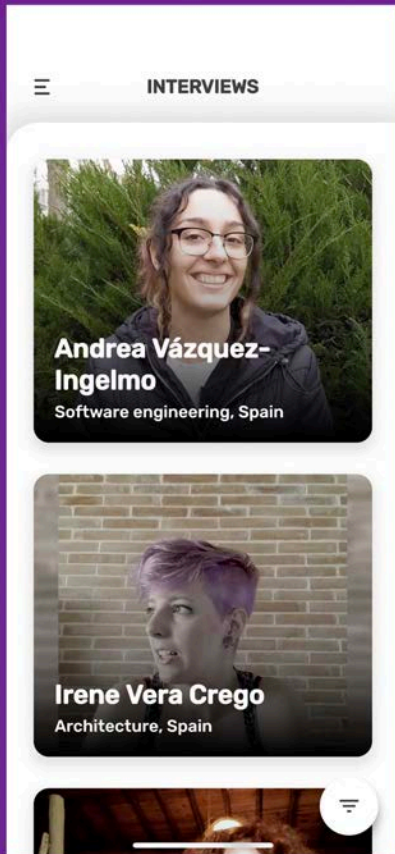 INTERVIEWS
Andrea Vázquez-
Ingelmo
Software engineering, Spain
Irene Vera Crego
Architecture, Spain